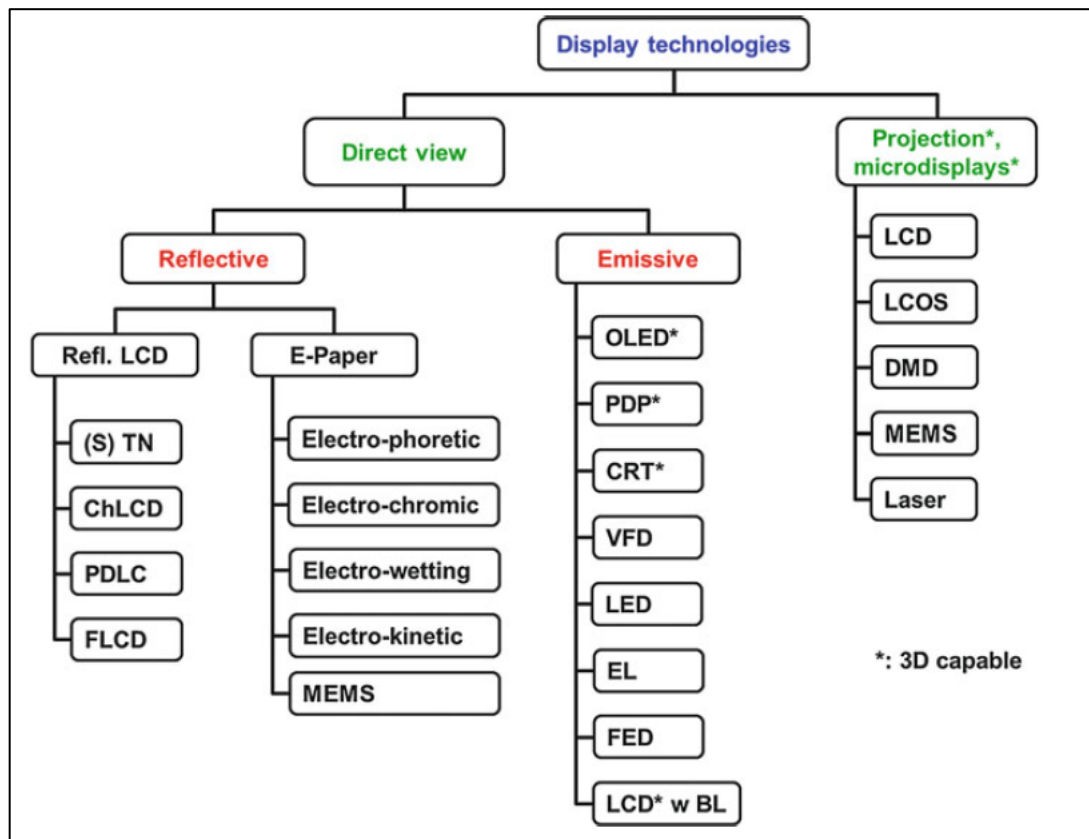 Display technologies
Direct view
Projection*,
microdisplays*
Reflective
Emissive
Refl. LCD
E-Paper
(S) TN
ChLCD
PDLC
FLCD
Electro-phoretic
Electro-chromic
Electro-wetting
Electro-kinetic
MEMS
OLED*
PDP*
CRT*
VFD
LED
EL
FED
LCD* w BL
LCD
LCOS
DMD
MEMS
Laser
*: 3D capable